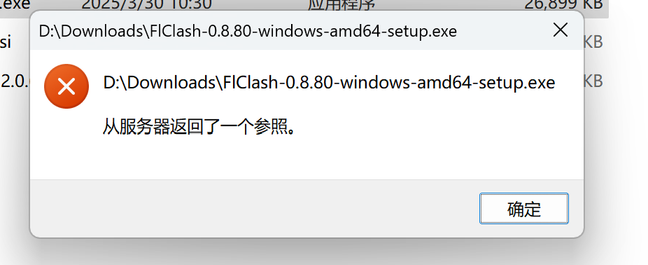 .exe 2025/3/30 10:30 应用程序 26,899 KB
D:\Downloads\FlClash-0.8.80-windows-amd64-setup.exe
si KB
D:\Downloads\FlClash-0.8.80-windows-amd64-setup.exe
2.0. KB
从服务器返回了一个参照。
确定